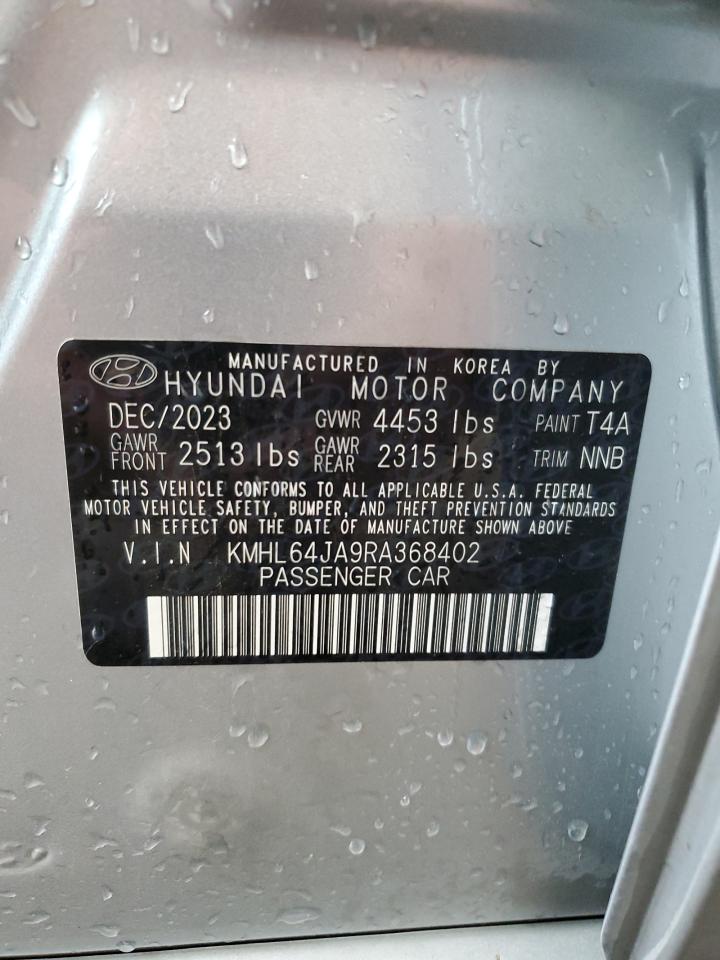 MANUFACTURED IN KOREA BY
HYUNDAI MOTOR COMPANY
DEC/2023 GVWR 4453 lbs PAINT T4A
GAWR FRONT 2513 lbs GAWR REAR 2315 lbs TRIM NNB
THIS VEHICLE CONFORMS TO ALL APPLICABLE U.S.A. FEDERAL
MOTOR VEHICLE SAFETY, BUMPER, AND THEFT PREVENTION STANDARDS
IN EFFECT ON THE DATE OF MANUFACTURE SHOWN ABOVE
V.I.N KMHL64JA9RA368402
PASSENGER CAR